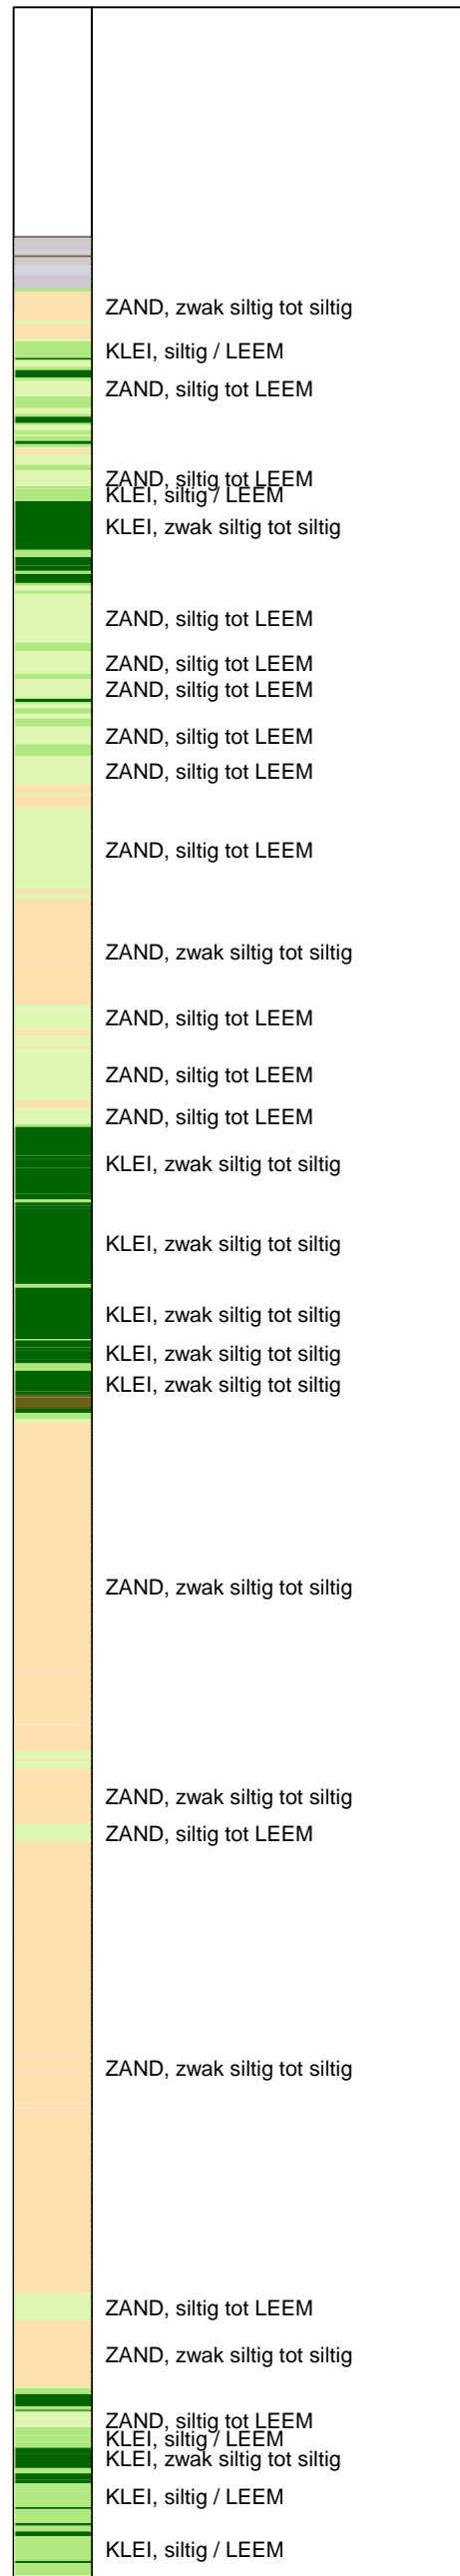 ZAND, zwak siltig tot siltig
KLEI, siltig / LEEM
ZAND, siltig tot LEEM
ZAND, siltig tot LEEM
KLEI, siltig / LEEM
KLEI, zwak siltig tot siltig
ZAND, siltig tot LEEM
ZAND, siltig tot LEEM
ZAND, siltig tot LEEM
ZAND, siltig tot LEEM
ZAND, siltig tot LEEM
ZAND, siltig tot LEEM
ZAND, zwak siltig tot siltig
ZAND, siltig tot LEEM
ZAND, siltig tot LEEM
ZAND, siltig tot LEEM
KLEI, zwak siltig tot siltig
KLEI, zwak siltig tot siltig
KLEI, zwak siltig tot siltig
KLEI, zwak siltig tot siltig
KLEI, zwak siltig tot siltig
ZAND, zwak siltig tot siltig
ZAND, zwak siltig tot siltig
ZAND, siltig tot LEEM
ZAND, zwak siltig tot siltig
ZAND, siltig tot LEEM
ZAND, zwak siltig tot siltig
ZAND, siltig tot LEEM
KLEI, siltig / LEEM
KLEI, zwak siltig tot siltig
KLEI, siltig / LEEM
KLEI, siltig / LEEM